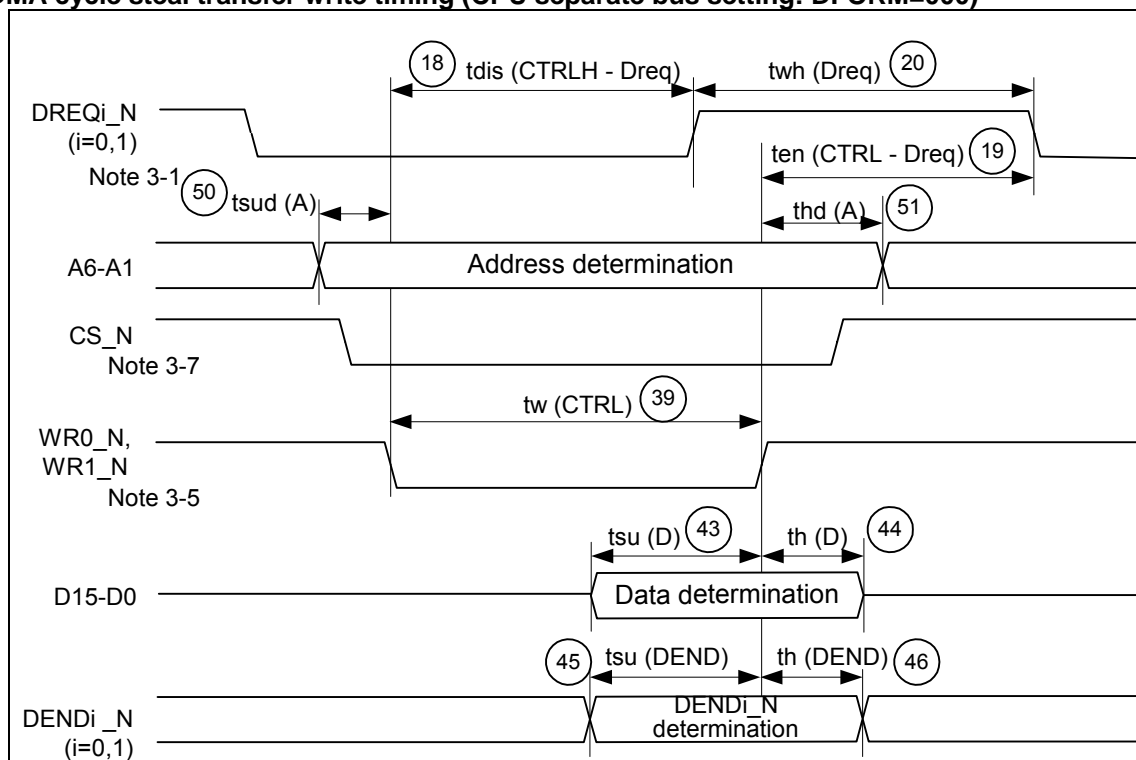 DMA cycle steal transfer write timing (CPU separate bus setting: DFORM=000)
18 tdis (CTRLH - Dreq) twh (Dreq) 20
DREQi_N
(i=0,1)
Note 3-1
ten (CTRL - Dreq) 19
50 tsud (A)
thd (A) 51
A6-A1 Address determination
CS_N
Note 3-7
tw (CTRL) 39
WR0_N,
WR1_N
Note 3-5
tsu (D) 43 th (D) 44
D15-D0 Data determination
45 tsu (DEND) th (DEND) 46
DENDi _N
(i=0,1)
DENDi_N
determination